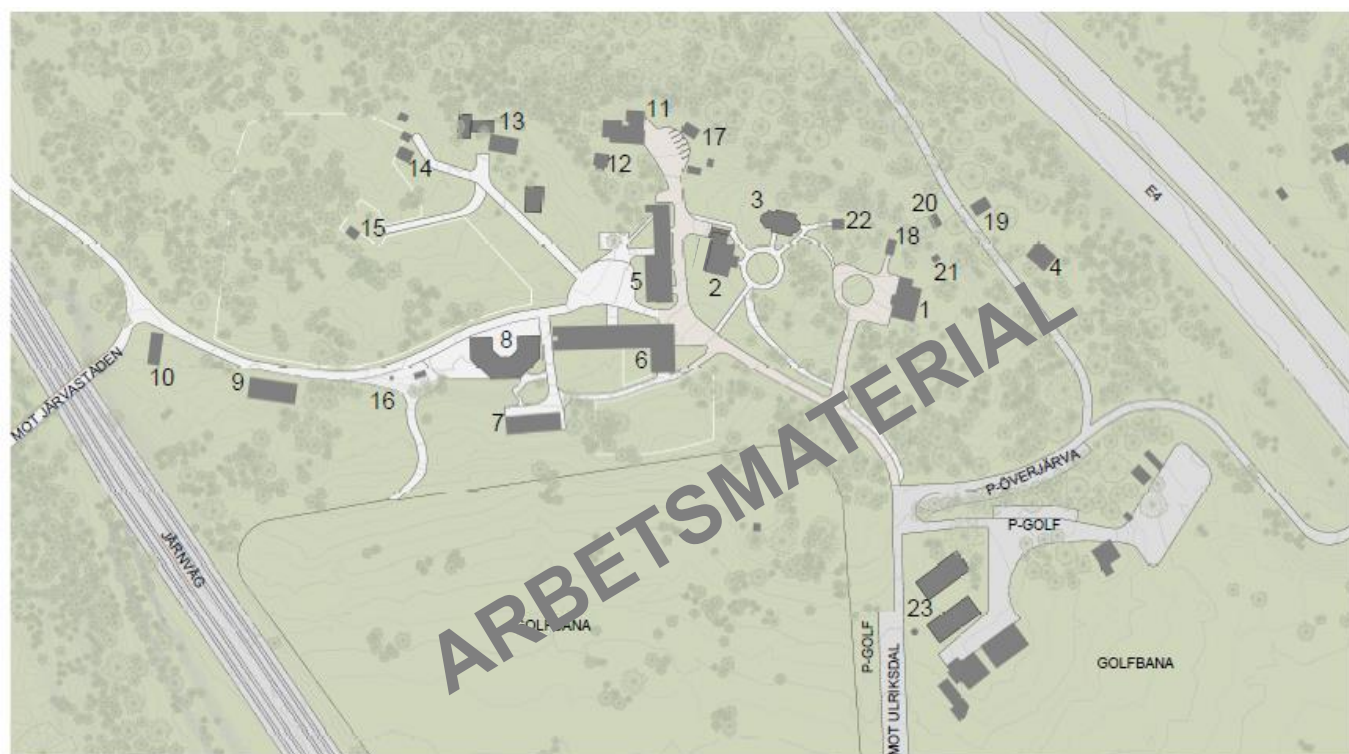 11
13
17
12
14
E4
3
20
19
15
22
18
5
2
21
4
1
8
6
MOT JÄRVASTADEN
10
9
16
7
ARBETSMATERIAL
P-ÖVERJÄRVA
P-GOLF
JÄRNVÄG
23
GOLFBANA
P-GOLF
MOT ULRIKSDAL
GOLFBANA